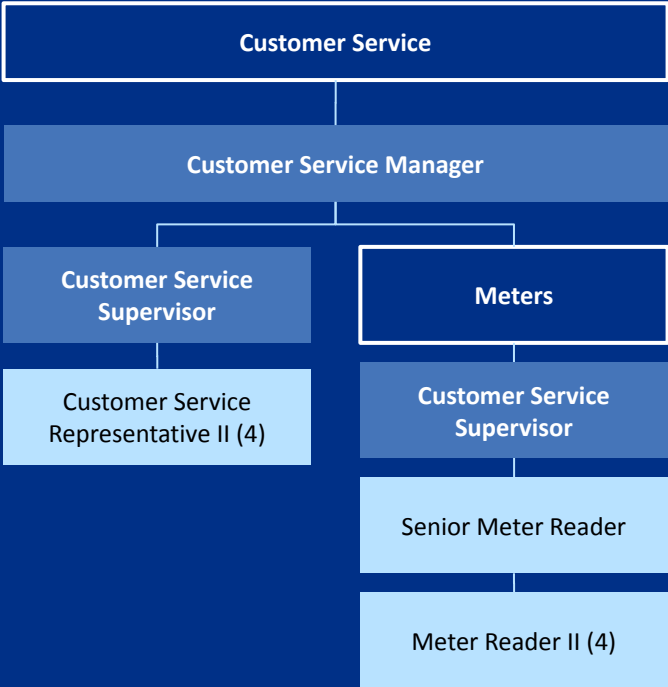 Customer Service
Customer Service Manager
Customer Service
Supervisor
Customer Service
Representative II (4)
Meters
Customer Service
Supervisor
Senior Meter Reader
Meter Reader II (4)